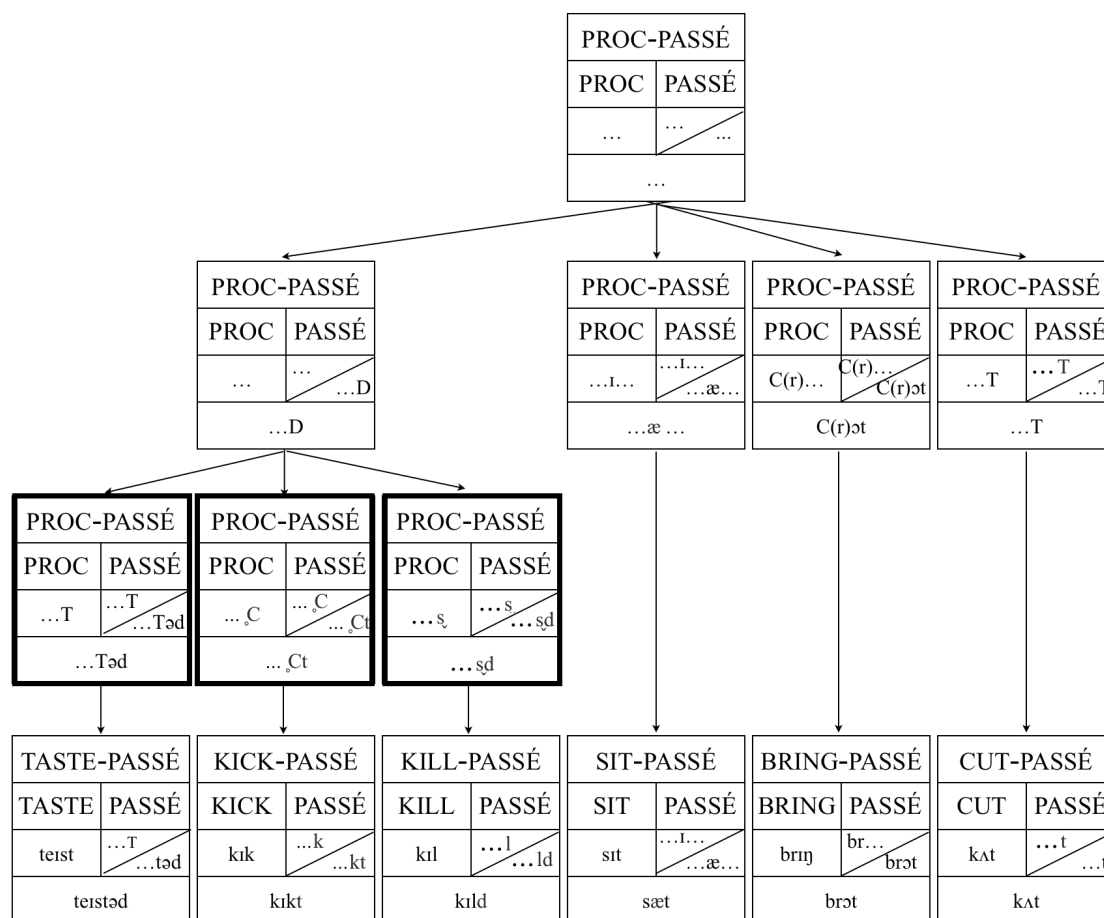 PROC-PASSÉ
PROC PASSÉ
… … ...
…
PROC-PASSÉ PROC-PASSÉ PROC-PASSÉ PROC-PASSÉ
PROC PASSÉ PROC PASSÉ PROC PASSÉ PROC PASSÉ
… … …D …ɪ… …ɪ… …æ… C(r)… C(r)… C(r)ɔt …T …T …T
…D …æ … C(r)ɔt …T
PROC-PASSÉ PROC-PASSÉ PROC-PASSÉ
PROC PASSÉ PROC PASSÉ PROC PASSÉ
…T …T …Təd ... ̥C ... ̥C ... ̥Ct …s̬ …s̬ …s̬d
…Təd ... ̥Ct …s̬d
TASTE-PASSÉ KICK-PASSÉ KILL-PASSÉ SIT-PASSÉ BRING-PASSÉ CUT-PASSÉ
TASTE PASSÉ KICK PASSÉ KILL PASSÉ SIT PASSÉ BRING PASSÉ CUT PASSÉ
teɪst …T …təd kɪk ...k ...kt kɪl …l …ld sɪt …ɪ… …æ… brɪŋ br… brɔt kʌt …t …t
teɪstəd kɪkt kɪld sæt brɔt kʌt